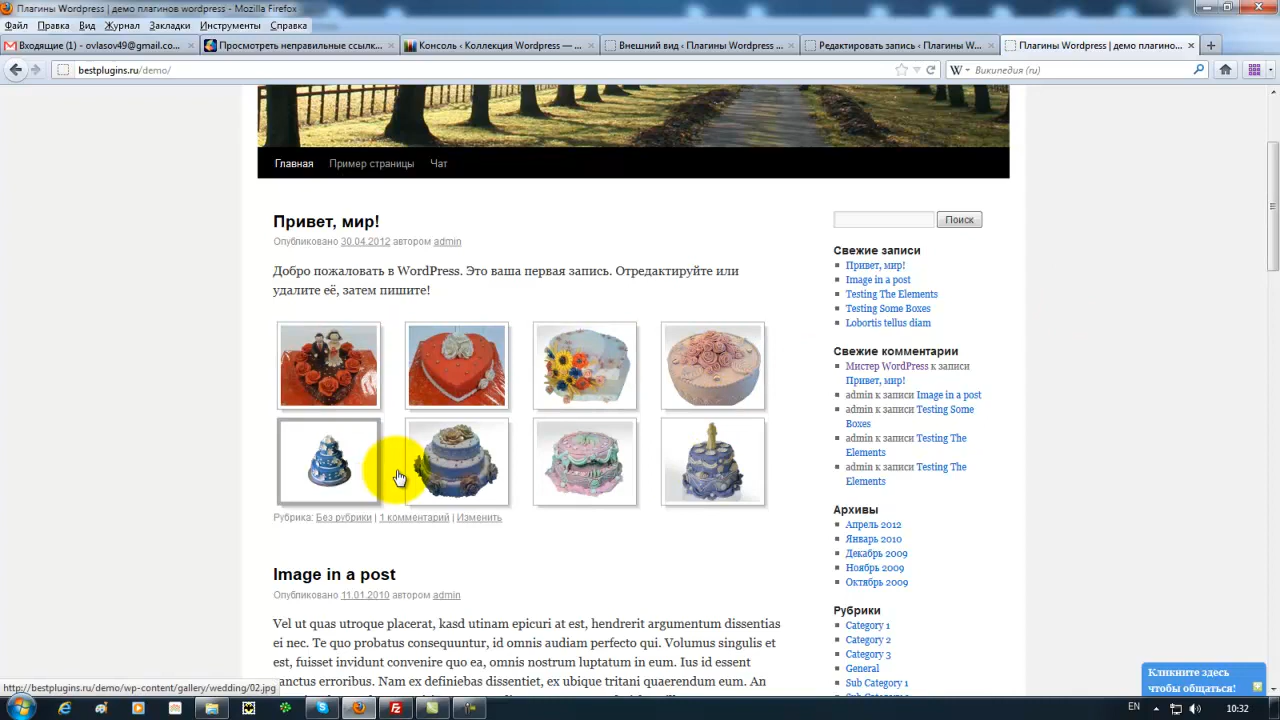 Плагины Wordpress | демо плагинов wordpress - Mozilla Firefox
Файл Правка Вид Журнал Закладки Инструменты Справка
Входящие (1) - ovlasov49@gmail.co...
Просмотреть неправильные ссылк...
Консоль ‹ Коллекция Wordpress — ...
Внешний вид ‹ Плагины Wordpress ...
Редактировать запись ‹ Плагины W...
Плагины Wordpress | демо плагино...
bestplugins.ru/demo/
Википедия (ru)
Главная Пример страницы Чат
Привет, мир!
Опубликовано 30.04.2012 автором admin
Добро пожаловать в WordPress. Это ваша первая запись. Отредактируйте или
удалите её, затем пишите!
Рубрика: Без рубрики | 1 комментарий | Изменить
Image in a post
Опубликовано 11.01.2010 автором admin
Vel ut quas utroque placerat, kasd utinam epicuri at est, hendrerit argumentum dissentias
ei nec. Te quo probatus consequuntur, id omnis audiam perfecto qui. Volumus singulis et
est, fuisset invidunt convenire quo ea, omnis nostrum luptatum in eum. Ius id essent
sanctus erroribus. Nam ex definiebas dissentiet, ex ubique tritani quaerendum eum. An
Поиск
Свежие записи
Привет, мир!
Image in a post
Testing The Elements
Testing Some Boxes
Lobortis tellus diam
Свежие комментарии
Мистер WordPress к записи
Привет, мир!
admin к записи Image in a post
admin к записи Testing Some
Boxes
admin к записи Testing The
Elements
admin к записи Testing The
Elements
Архивы
Апрель 2012
Январь 2010
Декабрь 2009
Ноябрь 2009
Октябрь 2009
Рубрики
Category 1
Category 2
Category 3
General
Sub Category 1
Кликните здесь
чтобы общаться!
http://bestplugins.ru/demo/wp-content/gallery/wedding/02.jpg
EN 10:32